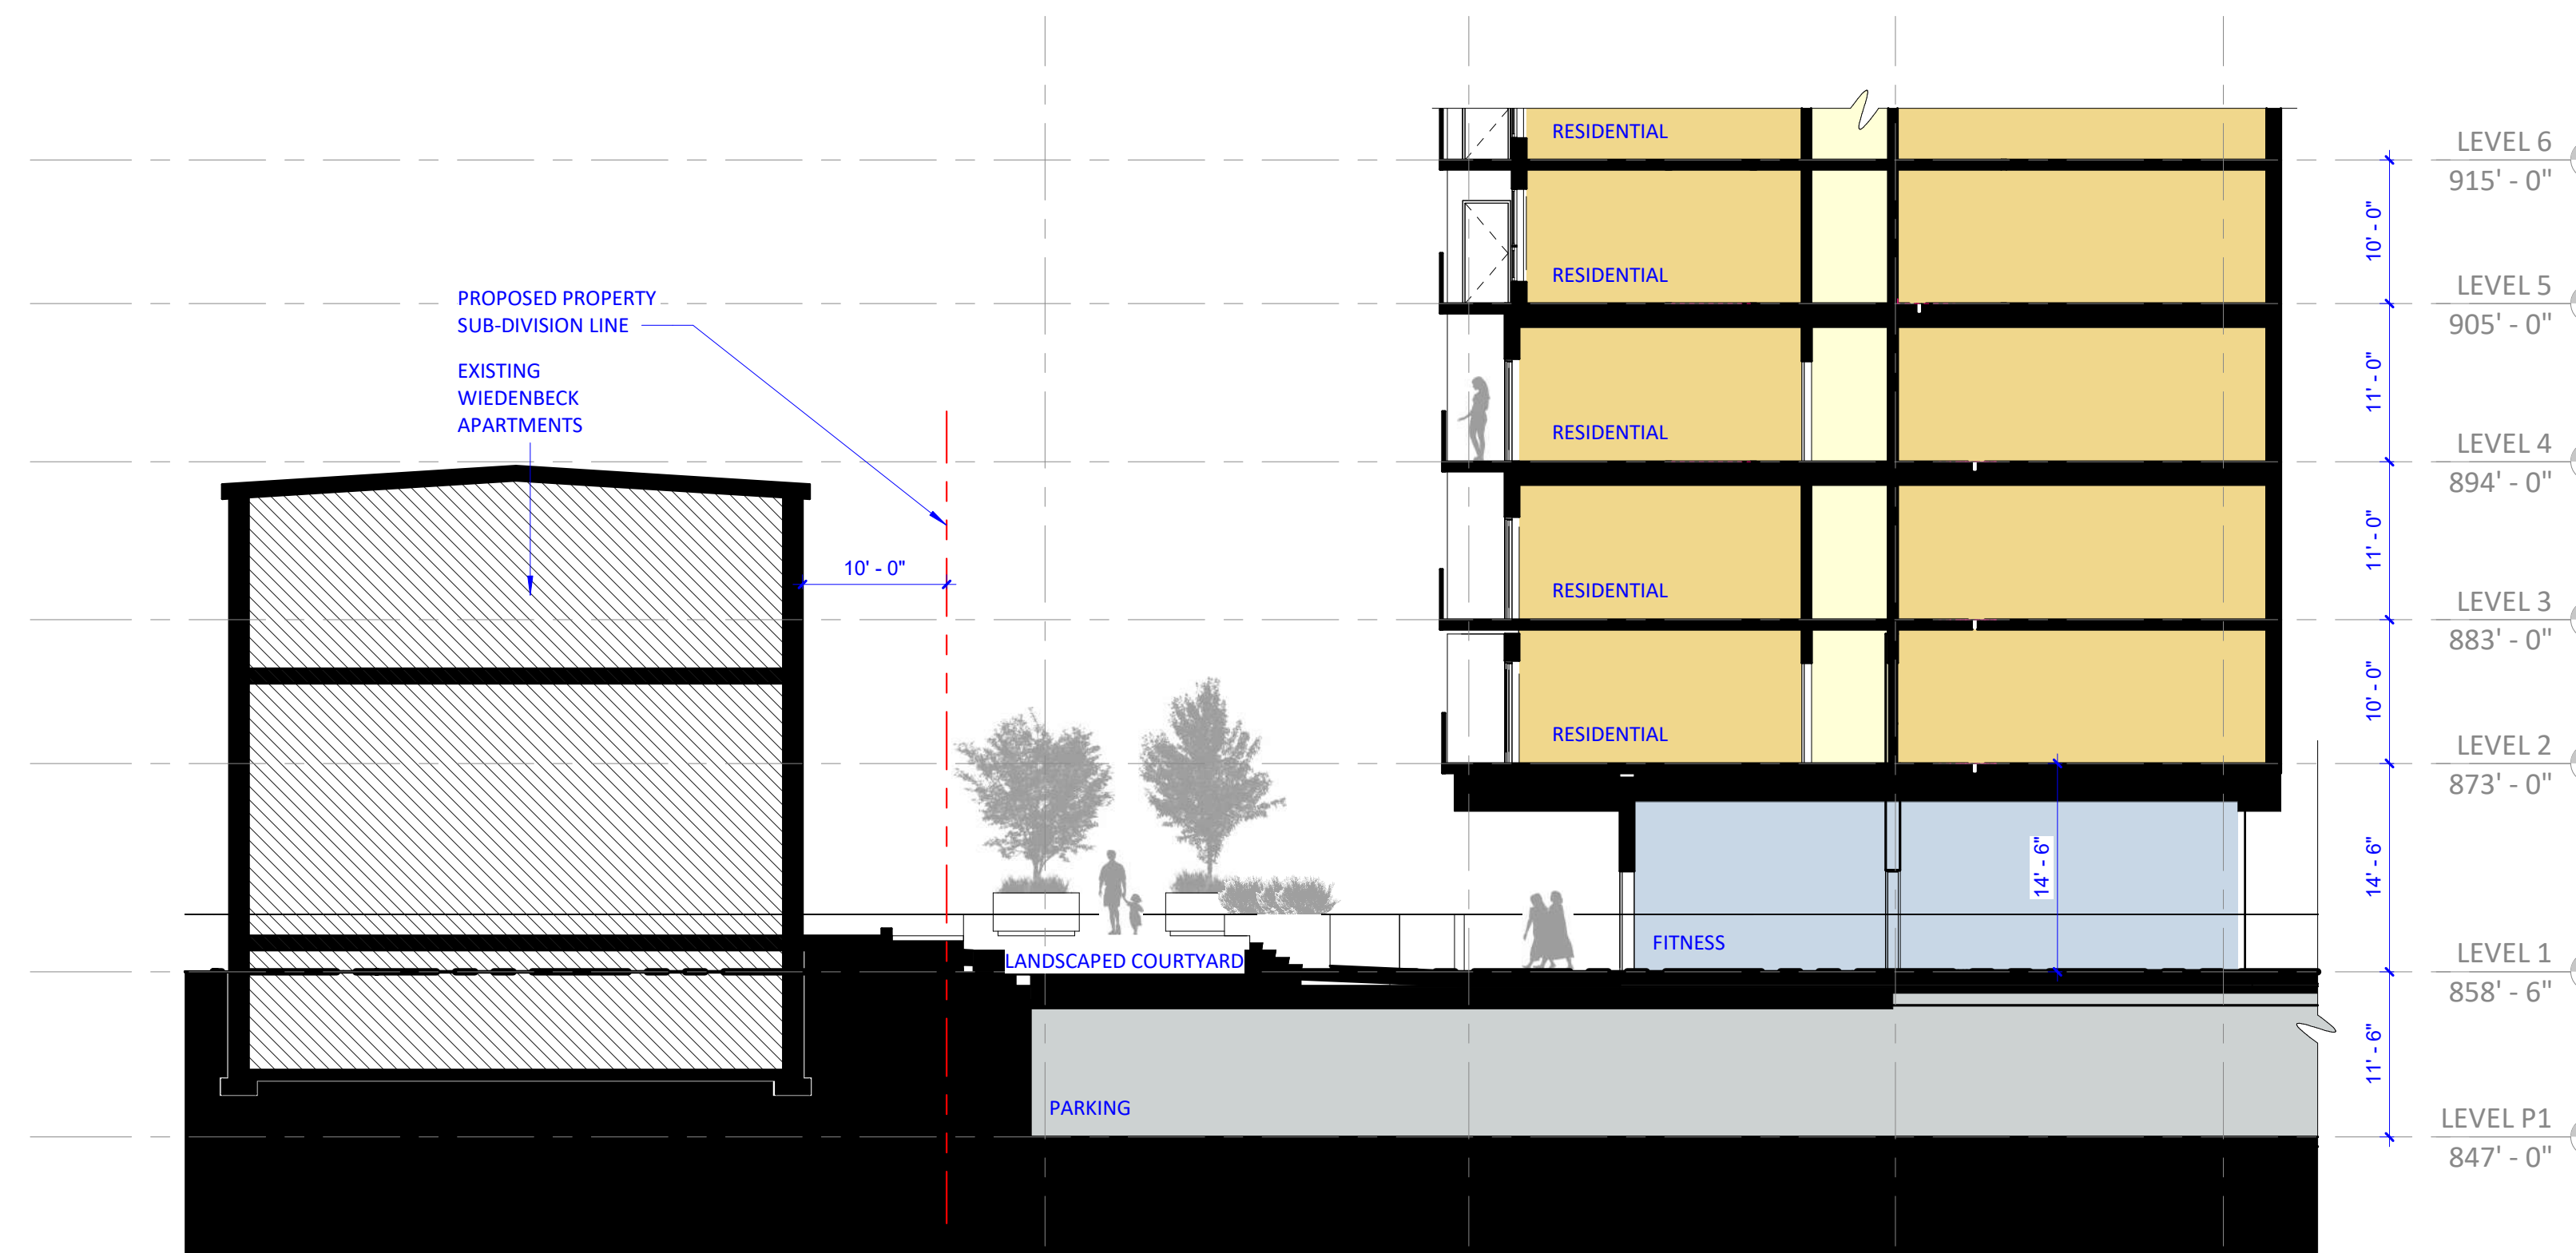 RESIDENTIAL
LEVEL 6
915' - 0"
10' - 0"
RESIDENTIAL
LEVEL 5
905' - 0"
PROPOSED PROPERTY
SUB-DIVISION LINE
EXISTING
WIEDENBECK
APARTMENTS
11' - 0"
RESIDENTIAL
LEVEL 4
894' - 0"
10' - 0"
11' - 0"
RESIDENTIAL
LEVEL 3
883' - 0"
10' - 0"
RESIDENTIAL
LEVEL 2
873' - 0"
14' - 6"
14' - 6"
FITNESS
LANDSCAPED COURTYARD
LEVEL 1
858' - 6"
11' - 6"
PARKING
LEVEL P1
847' - 0"